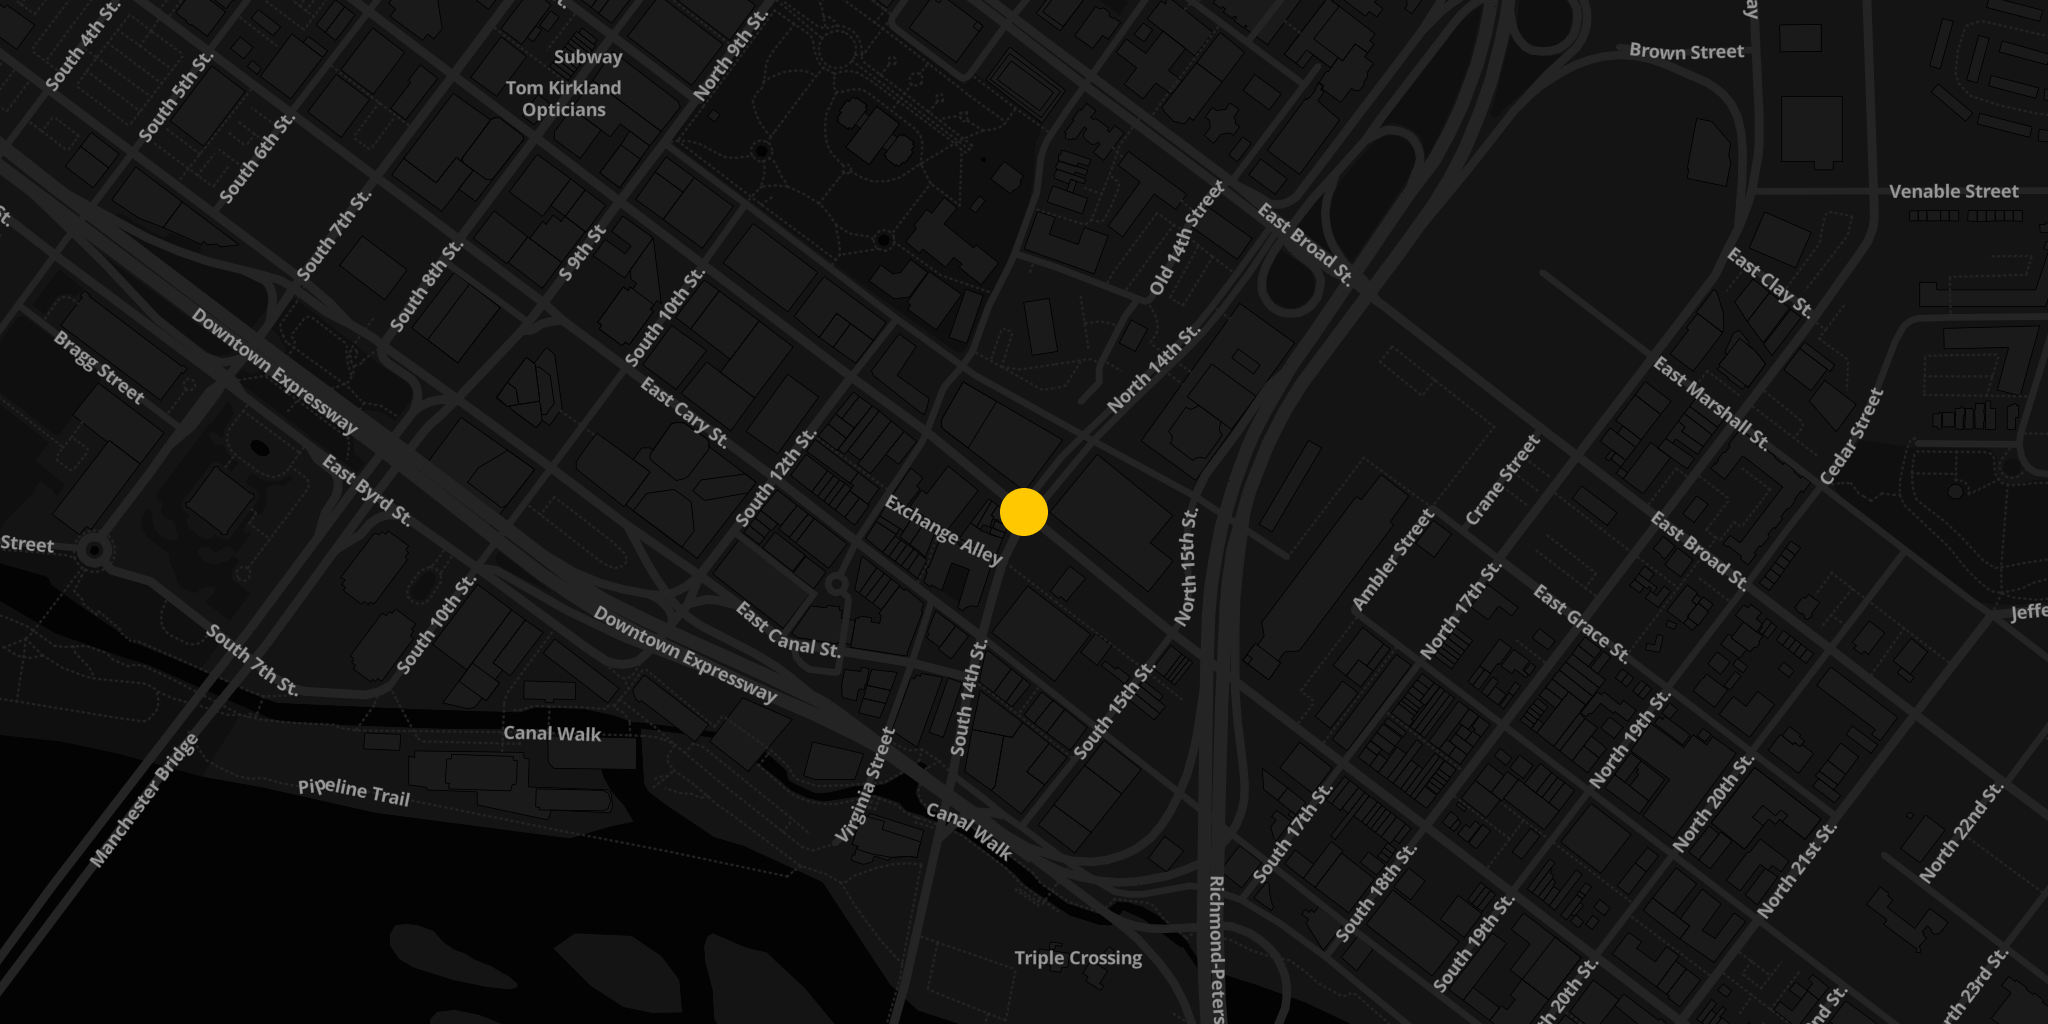 South 4th St.
South 5th St.
South 6th St.
Subway
Tom Kirkland
Opticians
North 9th St.
Brown Street
Venable Street
South 7th St.
South 8th St.
S 9th St
South 10th St.
Old 14th Street
East Broad St.
East Clay St.
Bragg Street
Downtown Expressway
East Cary St.
North 14th St.
East Marshall St.
Cedar Street
East Byrd St.
South 12th St.
Exchange Alley
Crane Street
Street
North 15th St.
Ambler Street
East Broad St.
South 10th St.
Downtown Expressway
East Canal St.
North 17th St.
East Grace St.
South 7th St.
South 14th St.
South 15th St.
North 19th St.
Canal Walk
Manchester Bridge
Pipeline Trail
Virginia Street
Canal Walk
South 17th St.
North 20th St.
North 22nd St.
South 18th St.
North 21st St.
Richmond-Peters
South 19th St.
Triple Crossing
th 20th St.
nd St.
rth 23rd St.
Jeffe
St.
ay